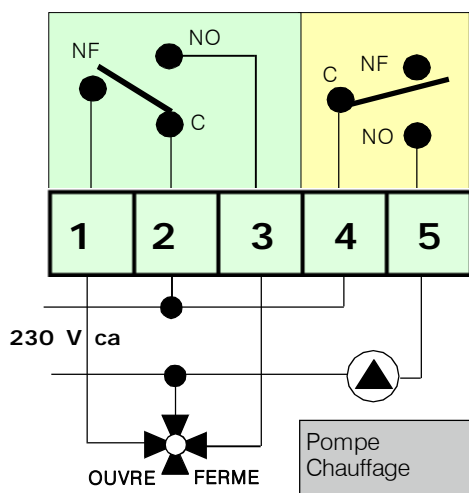 NF
NO
C
C
NF
NO
1 2 3 4 5
230 V ca
OUVRE FERME
Pompe
Chauffage